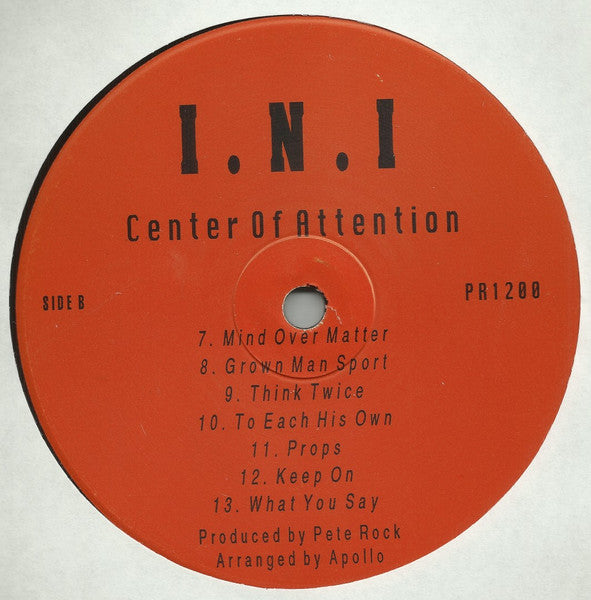 I.N.I
Center Of Attention
SIDE B
PR1200
7. Mind Over Matter
8. Grown Man Sport
9. Think Twice
10. To Each His Own
11. Props
12. Keep On
13. What You Say
Produced by Pete Rock
Arranged by Apollo